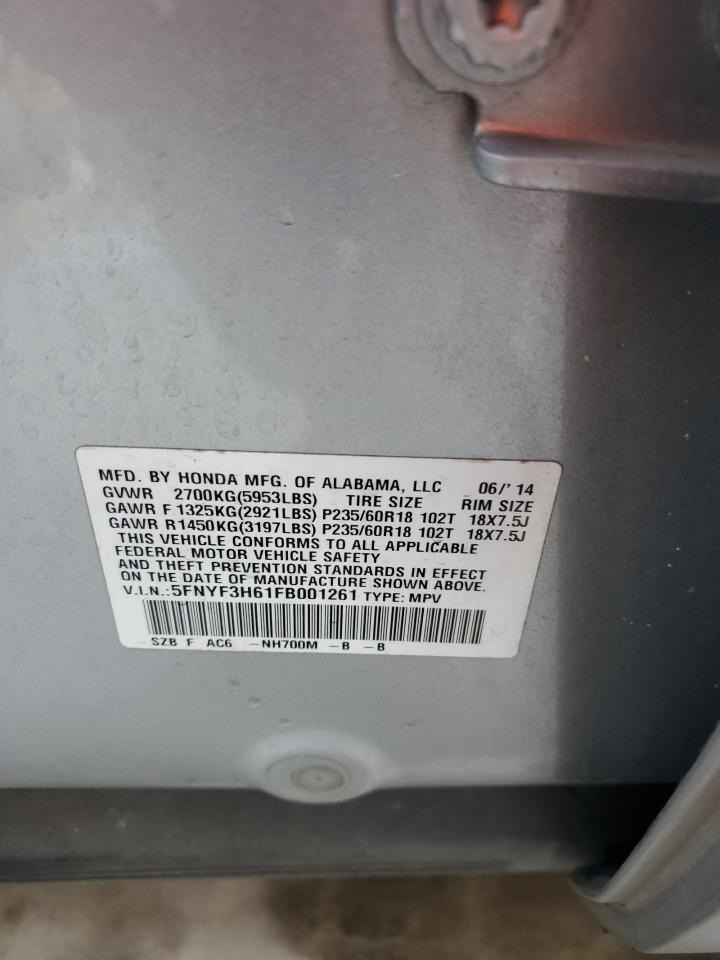 MFD. BY HONDA MFG. OF ALABAMA, LLC 06/'14
GVWR 2700KG(5953LBS) TIRE SIZE RIM SIZE
GAWR F 1325KG(2921LBS) P235/60R18 102T 18X7.5J
GAWR R1450KG(3197LBS) P235/60R18 102T 18X7.5J
THIS VEHICLE CONFORMS TO ALL APPLICABLE
FEDERAL MOTOR VEHICLE SAFETY
AND THEFT PREVENTION STANDARDS IN EFFECT
ON THE DATE OF MANUFACTURE SHOWN ABOVE.
V.I.N.:5FNYF3H61FB001261 TYPE: MPV
SZB F AC6 -NH700M -B -B